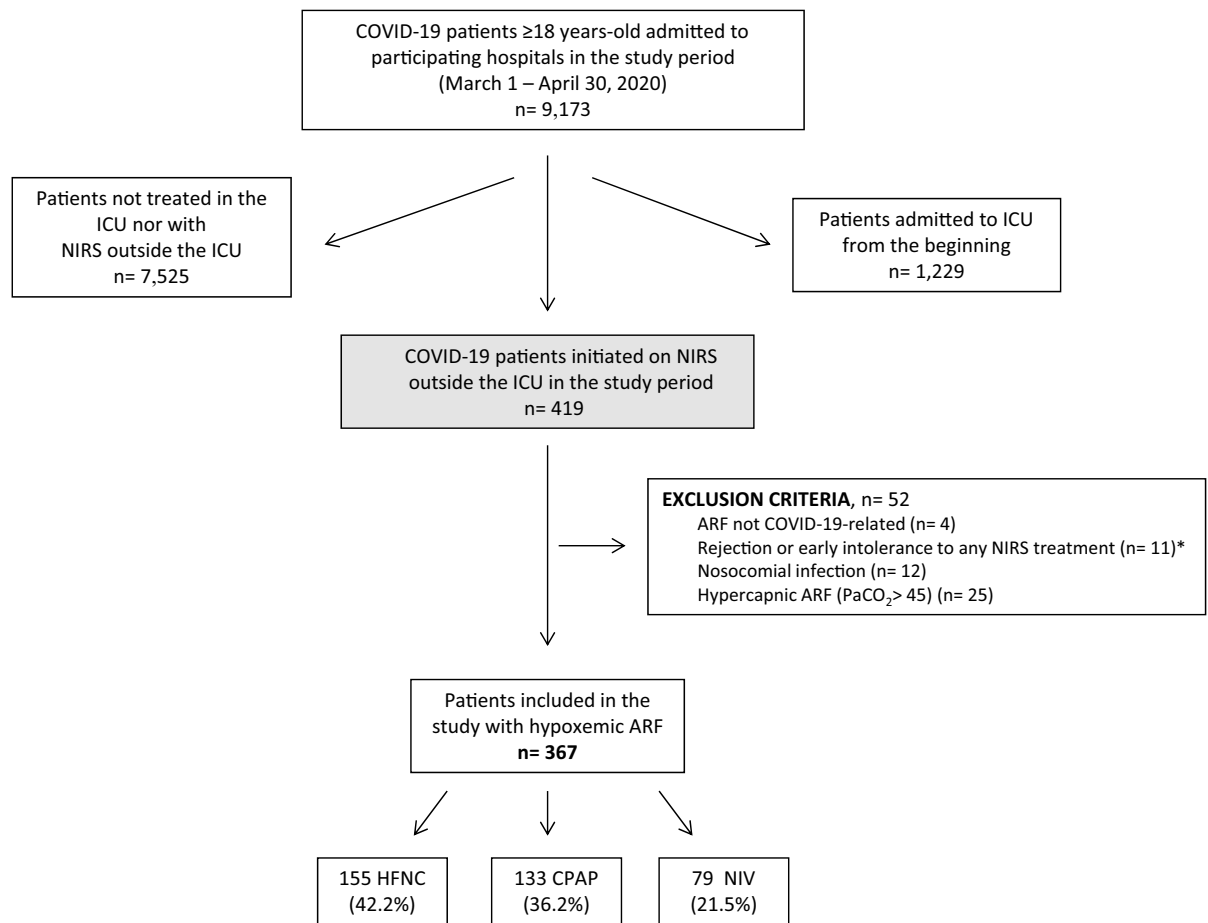 COVID-19 patients ≥18 years-old admitted to
participating hospitals in the study period
(March 1 – April 30, 2020)
n= 9,173
Patients not treated in the
ICU nor with
NIRS outside the ICU
n= 7,525
Patients admitted to ICU
from the beginning
n= 1,229
COVID-19 patients initiated on NIRS
outside the ICU in the study period
n= 419
EXCLUSION CRITERIA, n= 52
ARF not COVID-19-related (n= 4)
Rejection or early intolerance to any NIRS treatment (n= 11)*
Nosocomial infection (n= 12)
Hypercapnic ARF (PaCO₂> 45) (n= 25)
Patients included in the
study with hypoxemic ARF
n= 367
155 HFNC
(42.2%)
133 CPAP
(36.2%)
79 NIV
(21.5%)